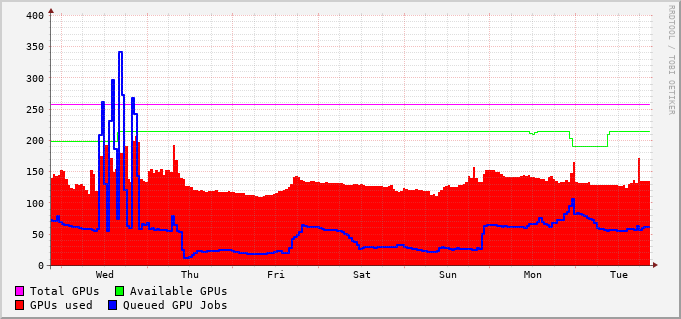 400
350
300
250
200
150
100
50
0
Wed Thu Fri Sat Sun Mon Tue
Total GPUs Available GPUs
GPUs used Queued GPU Jobs
RRDTOOL / TOBI OETIKER